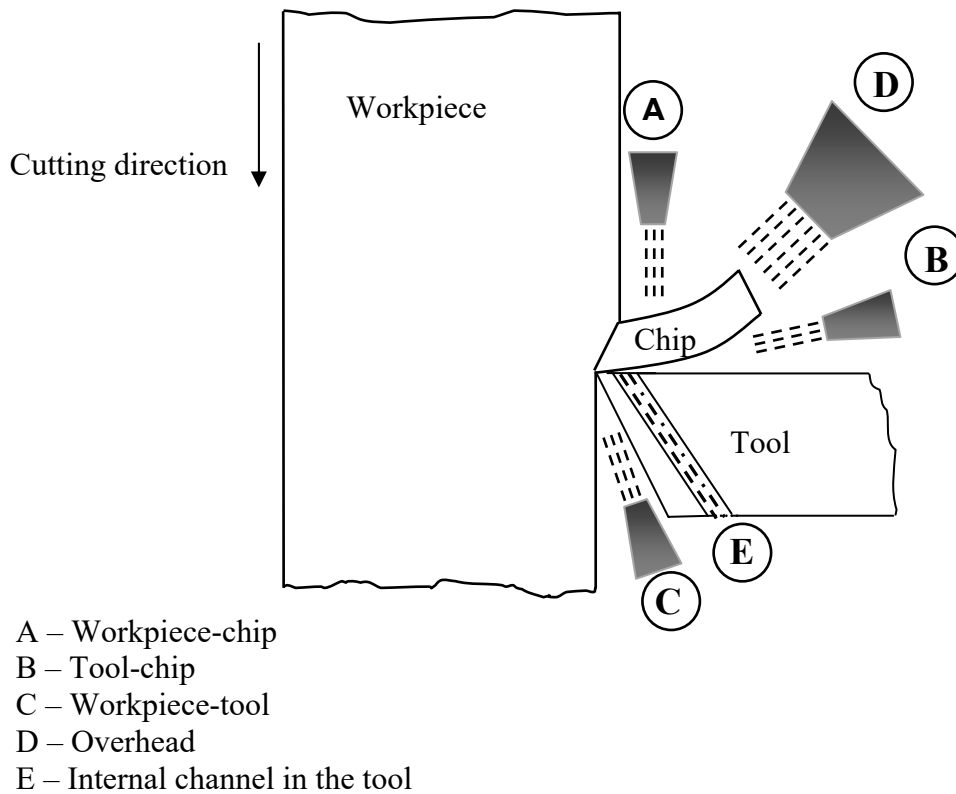 D
A
Workpiece
Cutting direction
B
Chip
Tool
E
C
A – Workpiece-chip
B – Tool-chip
C – Workpiece-tool
D – Overhead
E – Internal channel in the tool